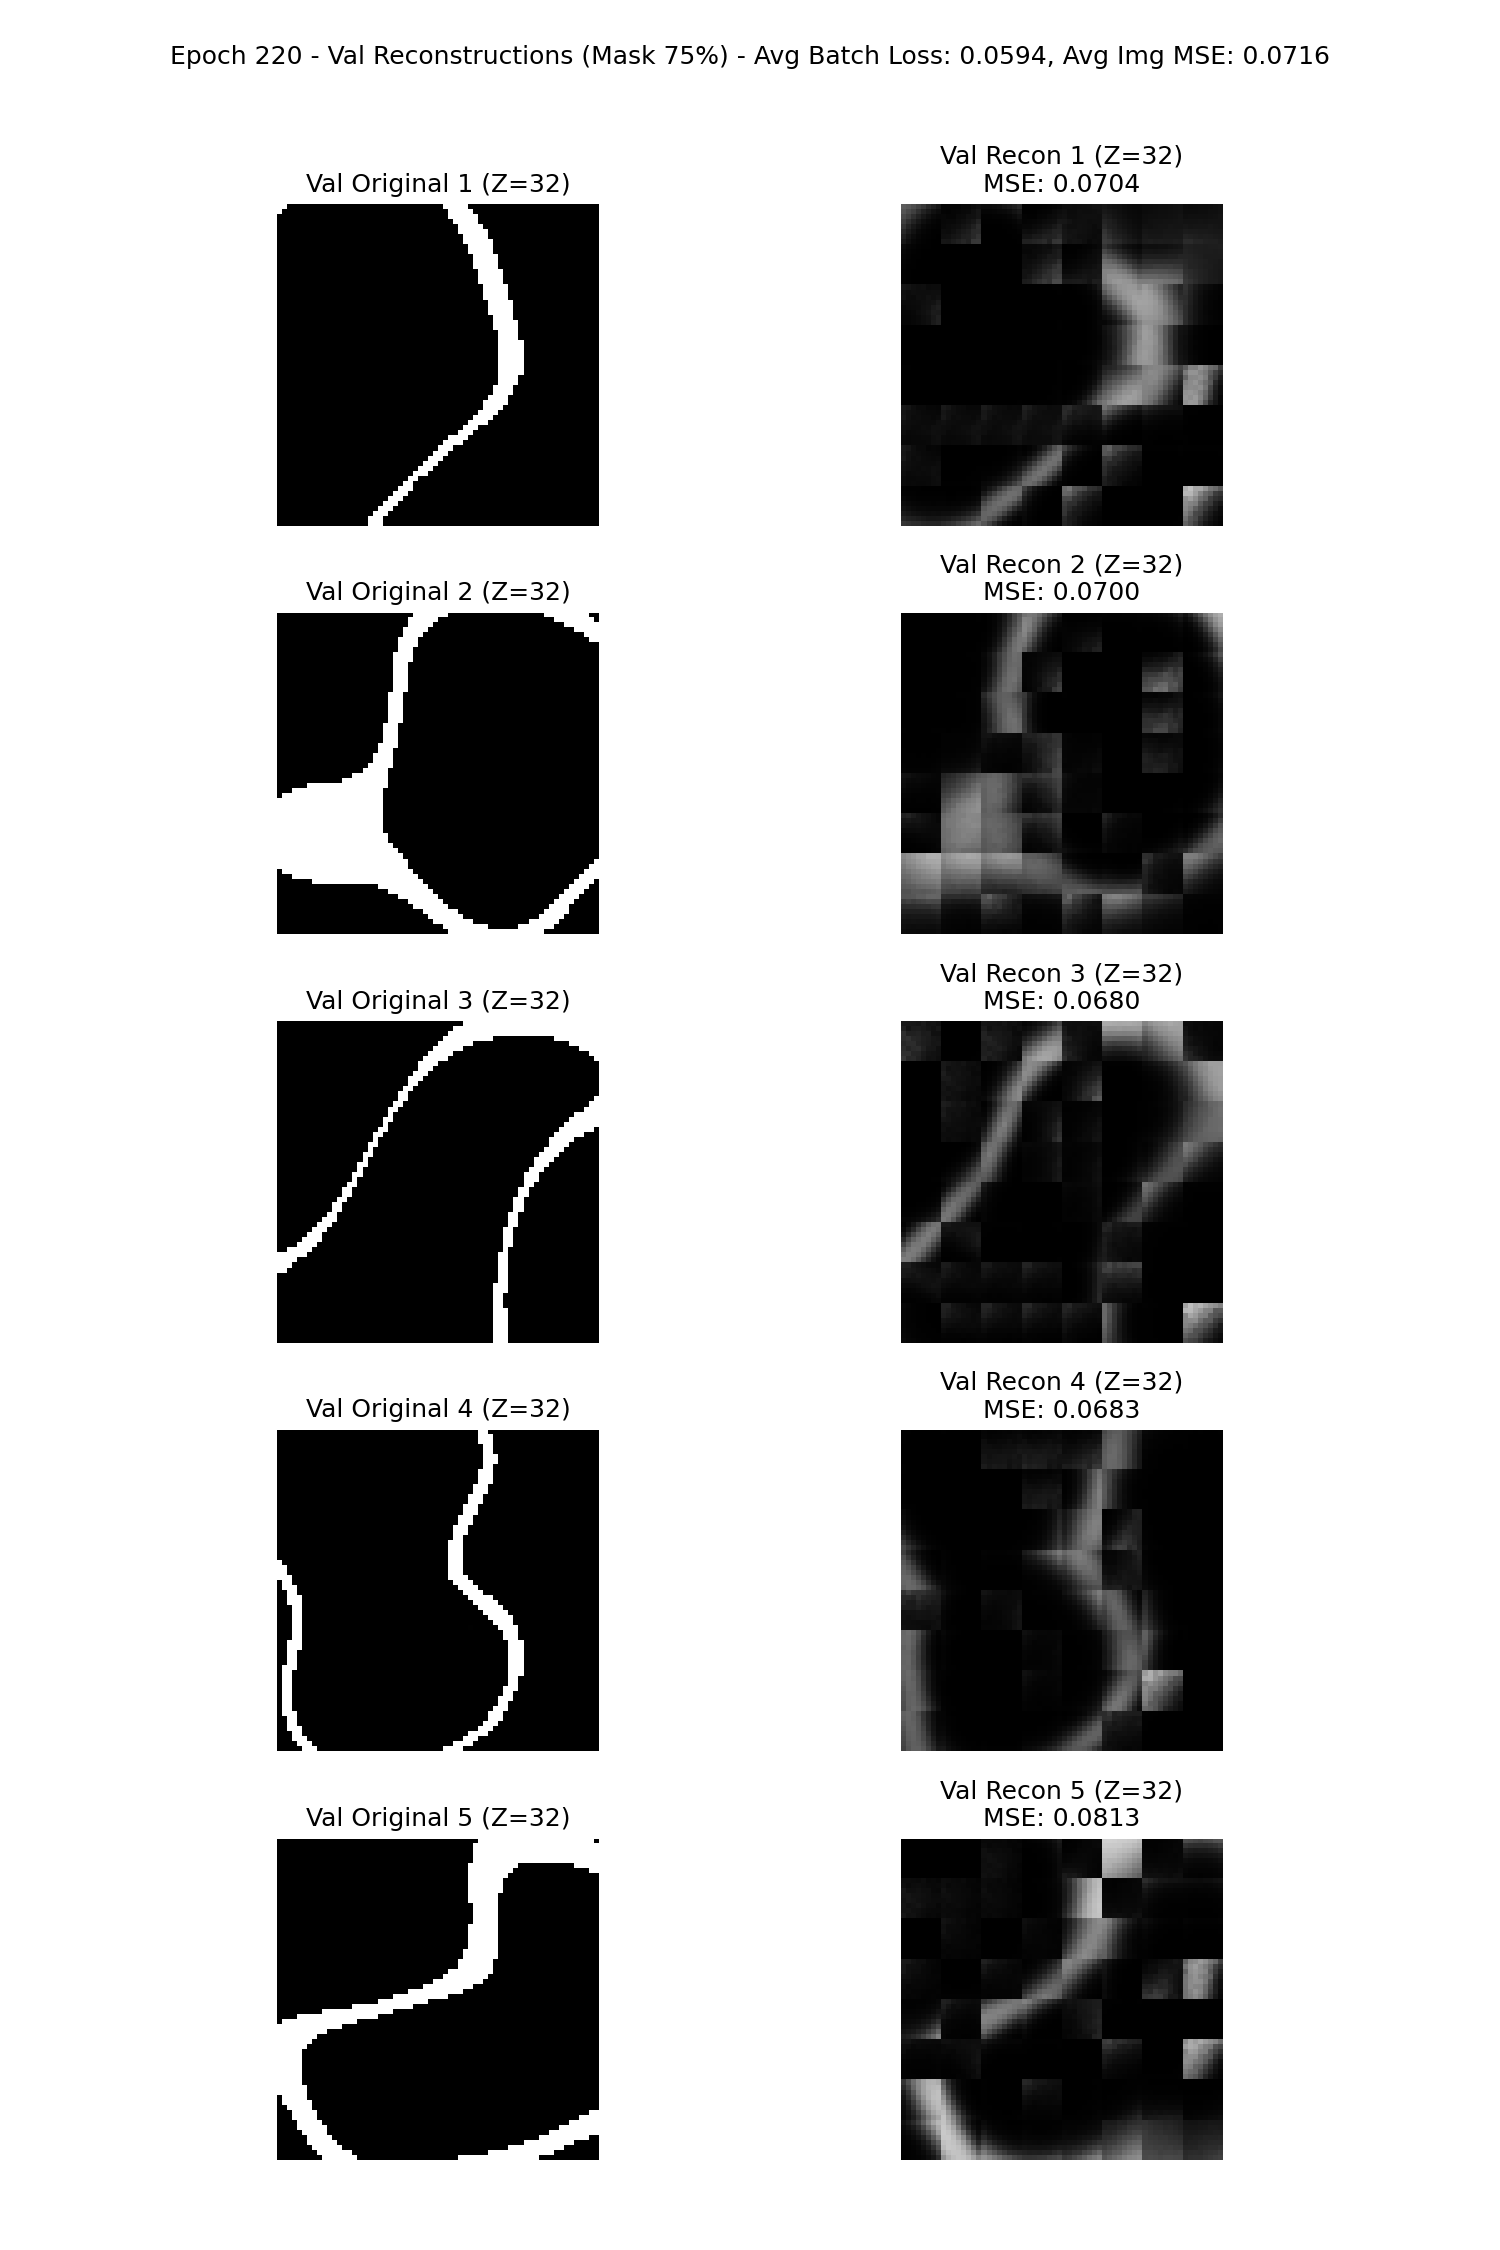 Epoch 220 - Val Reconstructions (Mask 75%) - Avg Batch Loss: 0.0594, Avg Img MSE: 0.0716
Val Original 1 (Z=32)
Val Recon 1 (Z=32)
MSE: 0.0704
Val Original 2 (Z=32)
Val Recon 2 (Z=32)
MSE: 0.0700
Val Original 3 (Z=32)
Val Recon 3 (Z=32)
MSE: 0.0680
Val Original 4 (Z=32)
Val Recon 4 (Z=32)
MSE: 0.0683
Val Original 5 (Z=32)
Val Recon 5 (Z=32)
MSE: 0.0813